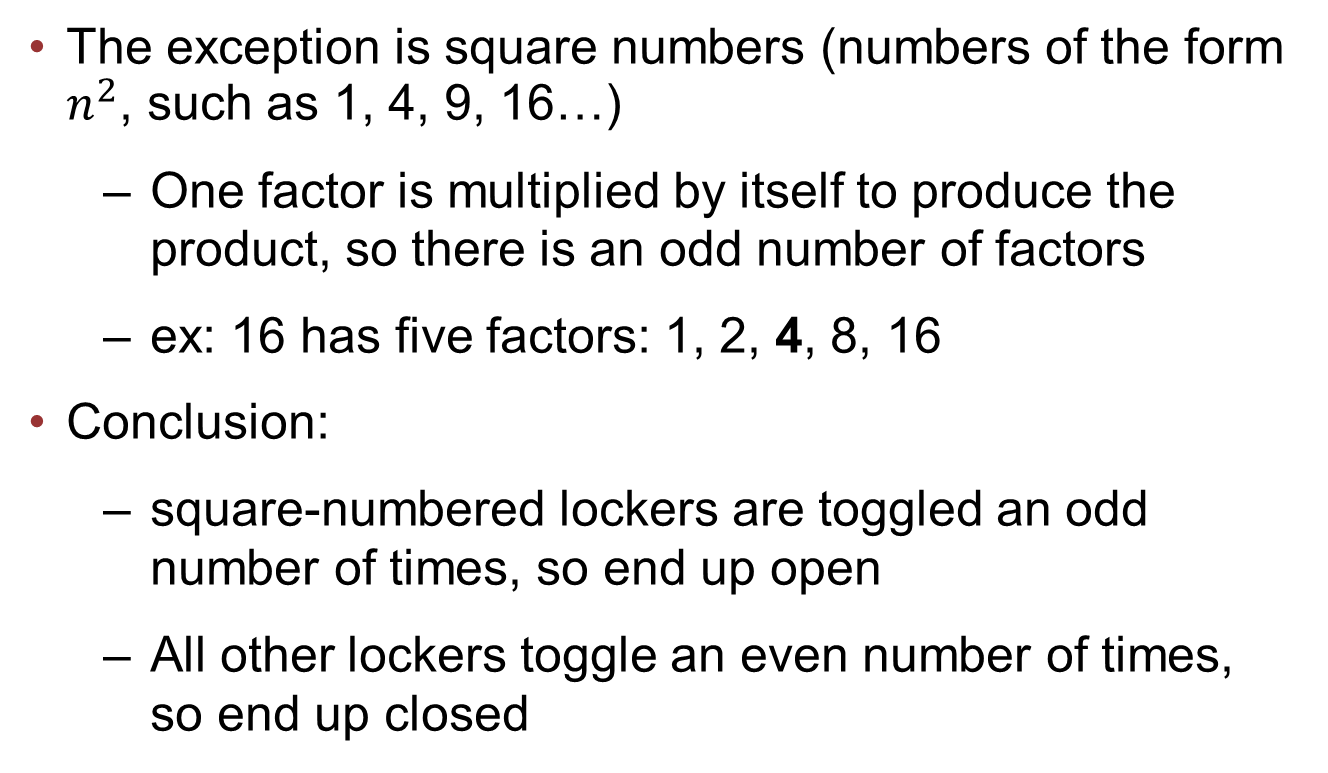 • The exception is square numbers (numbers of the form
n², such as 1, 4, 9, 16…)
– One factor is multiplied by itself to produce the
product, so there is an odd number of factors
– ex: 16 has five factors: 1, 2, 4, 8, 16
• Conclusion:
– square-numbered lockers are toggled an odd
number of times, so end up open
– All other lockers toggle an even number of times,
so end up closed